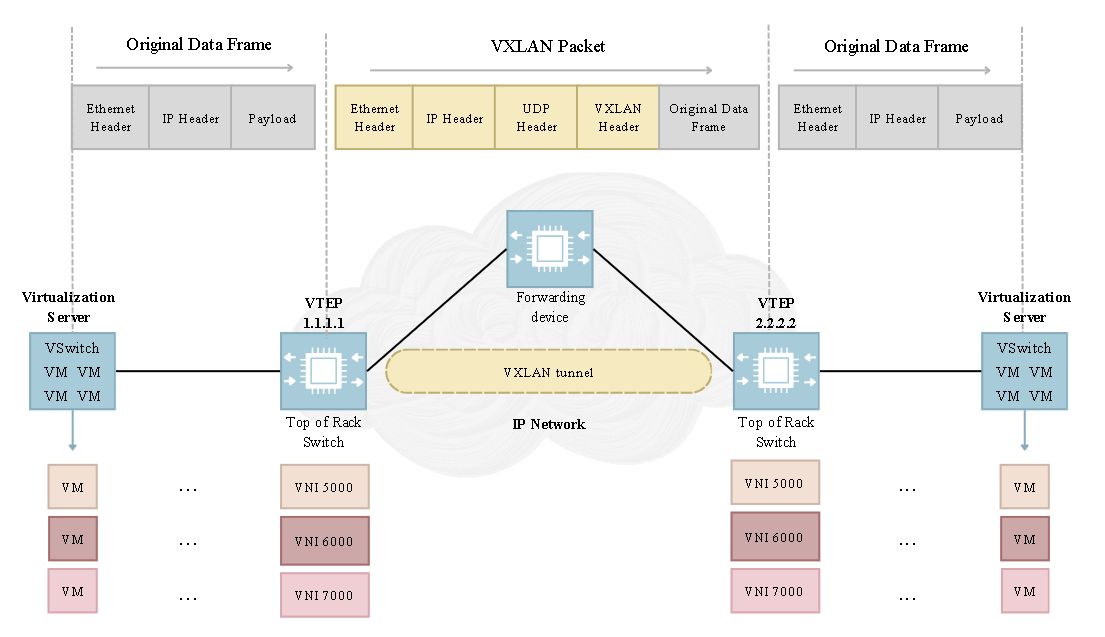 Original Data Frame
VXLAN Packet
Original Data Frame
Ethernet
Header
IP Header
Payload
Ethernet
Header
IP Header
UDP
Header
VXLAN
Header
Original Data
Frame
Ethernet
Header
IP Header
Payload
Virtualization
Server
VSwitch
VM VM
VM VM
VTEP
1.1.1.1
Top of Rack
Switch
Forwarding
device
VXLAN tunnel
IP Network
VTEP
2.2.2.2
Top of Rack
Switch
Virtualization
Server
VSwitch
VM VM
VM VM
VM
...
VNI 5000
VNI 5000
...
VM
VM
...
VNI 6000
VNI 6000
...
VM
VM
...
VNI 7000
VNI 7000
...
VM